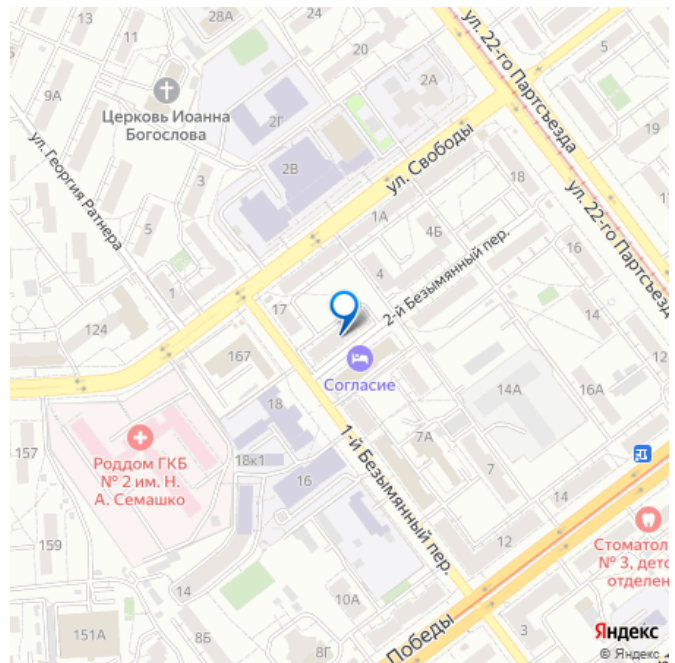 28А
13
11
24
20
ул. 22-го Партсъезда
5
9А
Церковь Иоанна
Богослова
2Г
2А
19
ул. Георгия Ратнера
3
2В
ул. Свободы
18
ул. 22-го Партсъезда
5
1А
4Б
16
4
2-й Безымянный пер.
1
17
14
124
167
Согласие
12
14А
16А
18
Роддом ГКБ
№ 2 им. Н.
А. Семашко
157
18к1
1-й Безымянный пер.
7А
7
16
14
159
12
Стоматол
№ 3, детс
отделен
14
10А
151А
8Б
8Г
Победы
3
Яндекс
© Яндекс